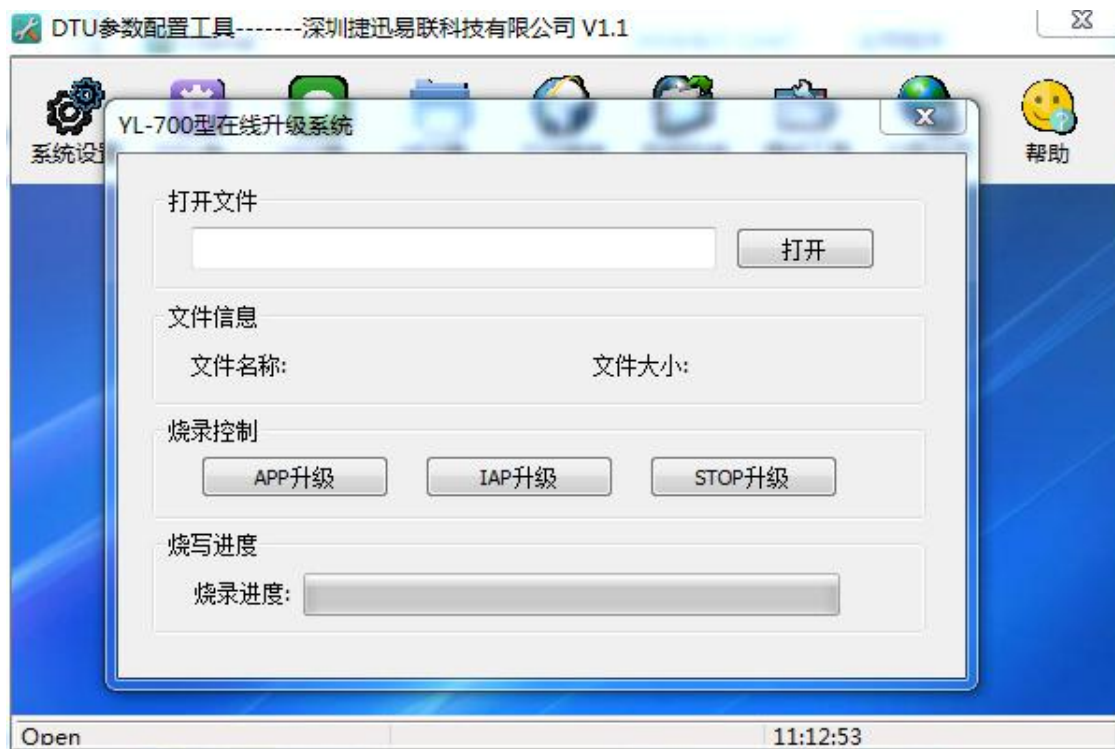 DTU参数配置工具-------深圳捷迅易联科技有限公司 V1.1
系统设
帮助
YL-700型在线升级系统
打开文件
打开
文件信息
文件名称:
文件大小:
烧录控制
APP升级
IAP升级
STOP升级
烧写进度
烧录进度:
Open
11:12:53